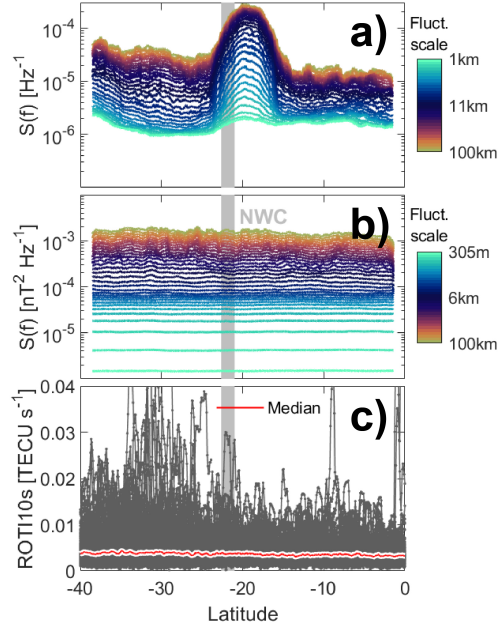 10⁻⁴
10⁻⁵
10⁻⁶
S(f) [Hz⁻¹]
a)
Fluct.
scale
1km
11km
100km
NWC
b)
10⁻³
10⁻⁴
10⁻⁵
S(f) [nT² Hz⁻¹]
Fluct.
scale
305m
6km
100km
0.04
0.03
0.02
0.01
0
ROTI10s [TECU s⁻¹]
Median
c)
-40 -30 -20 -10 0
Latitude